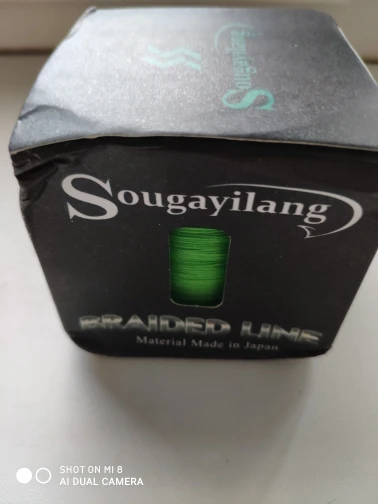 Sougayilang
Sougayilang
BRAIDED LINE
Material Made in Japan
SHOT ON MI 8
AI DUAL CAMERA